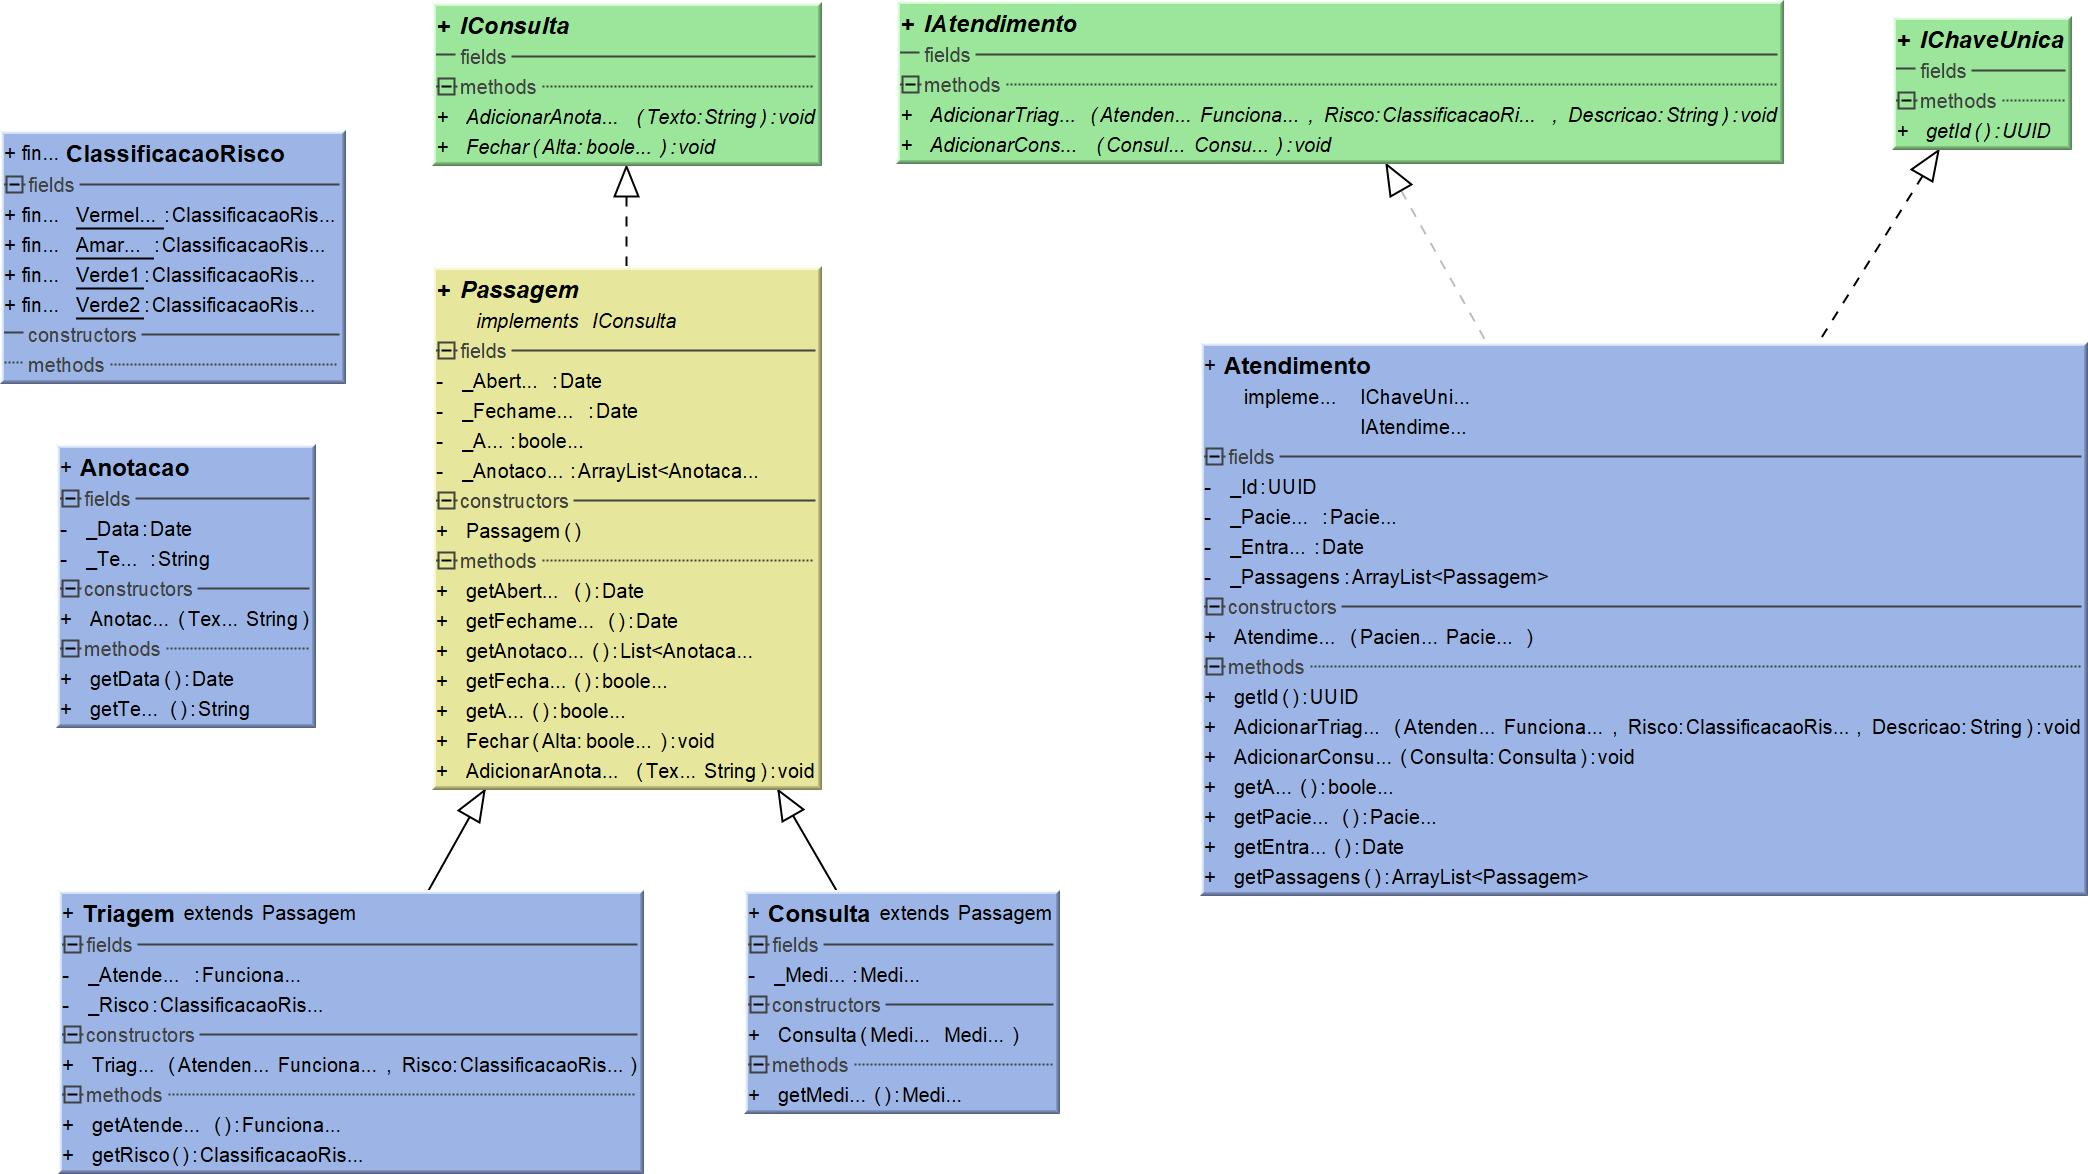 + IConsulta
fields
methods
+ AdicionarAnota... (Texto:String):void
+ Fechar(Alta:boole... ):void
+ IAtendimento
fields
methods
+ AdicionarTriag... (Atenden... Funciona... , Risco:ClassificacaoRi... , Descricao:String):void
+ AdicionarCons... (Consul... Consu... ):void
+ IChaveUnica
fields
methods
+ getId():UUID
+ fin... ClassificacaoRisco
fields
+ fin... Vermel... :ClassificacaoRis...
+ fin... Amar... :ClassificacaoRis...
+ fin... Verde1:ClassificacaoRis...
+ fin... Verde2:ClassificacaoRis...
constructors
methods
+ Passagem
implements IConsulta
fields
- _Abert... :Date
- _Fechame... :Date
- _A... :boole...
- _Anotaco... :ArrayList<Anotaca...
constructors
+ Passagem()
methods
+ getAbert... ():Date
+ getFechame... ():Date
+ getAnotaco... ():List<Anotaca...
+ getFecha... ():boole...
+ getA... ():boole...
+ Fechar(Alta:boole... ):void
+ AdicionarAnota... (Tex... String):void
+ Atendimento
impleme... IChaveUni...
IAtendime...
fields
- _Id:UUID
- _Pacie... :Pacie...
- _Entra... :Date
- _Passagens:ArrayList<Passagem>
constructors
+ Atendime... (Pacien... Pacie... )
methods
+ getId():UUID
+ AdicionarTriag... (Atenden... Funciona... , Risco:ClassificacaoRis... , Descricao:String):void
+ AdicionarConsu... (Consulta:Consulta):void
+ getA... ():boole...
+ getPacie... ():Pacie...
+ getEntra... ():Date
+ getPassagens():ArrayList<Passagem>
+ Anotacao
fields
- _Data:Date
- _Te... :String
constructors
+ Anotac... (Tex... String)
methods
+ getData():Date
+ getTe... ():String
+ Triagem extends Passagem
fields
- _Atende... :Funciona...
- _Risco:ClassificacaoRis...
constructors
+ Triag... (Atenden... Funciona... , Risco:ClassificacaoRis... )
methods
+ getAtende... ():Funciona...
+ getRisco():ClassificacaoRis...
+ Consulta extends Passagem
fields
- _Medi... :Medi...
constructors
+ Consulta(Medi... Medi... )
methods
+ getMedi... ():Medi...